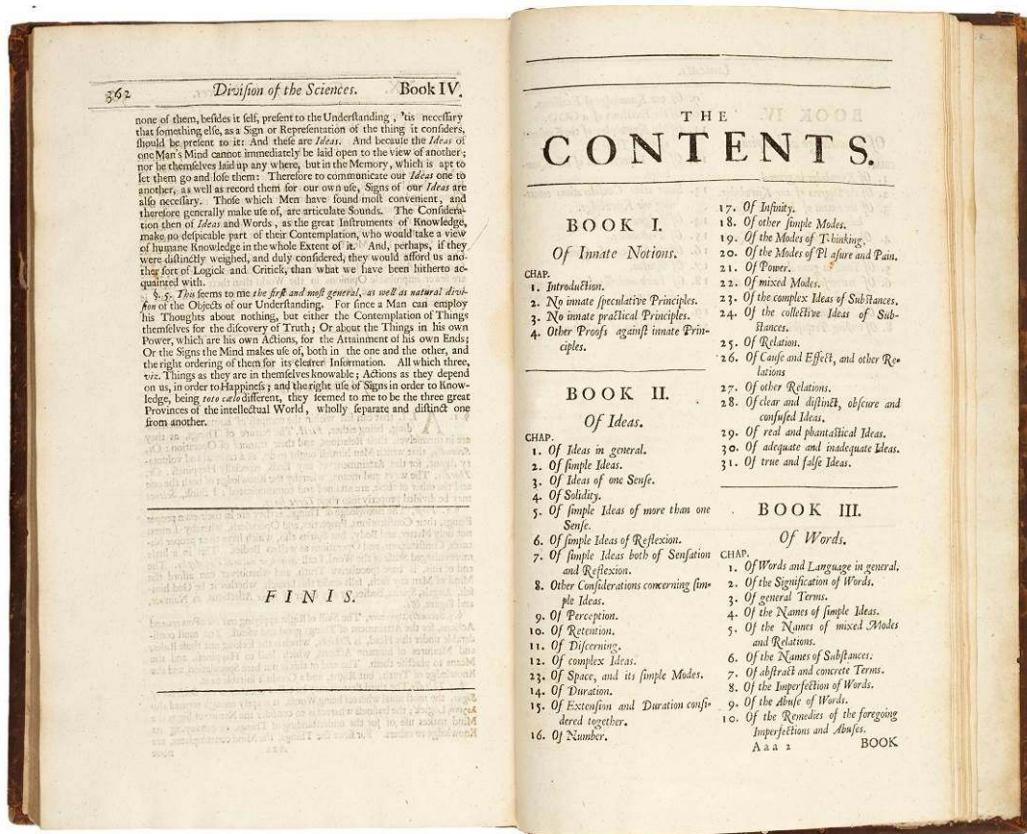 362 Diviſion of the Sciences. Book IV.
none of them, beſides it ſelf, preſent to the Underſtanding, 'tis neceſſary
that ſomething elſe, as a Sign or Repreſentation of the thing it conſiders,
ſhould be preſent to it: And theſe are Ideas. And becauſe the Ideas of
one Man's Mind cannot immediately be laid open to the view of another;
nor be themſelves laid up any where, but in the Memory, which is apt to
let them go and loſe them: Therefore to communicate our Ideas one to
another, as well as record them for our own uſe, Signs of our Ideas are
alſo neceſſary. Thoſe which Men have found moſt convenient, and
therefore generally make uſe of, are articulate Sounds. The Conſidera-
tion then of Ideas and Words, as the great Inſtruments of Knowledge,
make no deſpicable part of their Contemplation, who would take a view
of humane Knowledge in the whole Extent of it. And, perhaps, if they
were diſtinctly weighed, and duly conſidered, they would afford us ano-
ther ſort of Logick and Critick, than what we have been hitherto ac-
quainted with.
§. 5. This ſeems to me the firſt and moſt general, as well as natural divi-
ſion of the Objects of our Underſtanding. For ſince a Man can employ
his Thoughts about nothing, but either the Contemplation of Things
themſelves for the diſcovery of Truth; Or about the Things in his own
Power, which are his own Actions, for the Attainment of his own Ends;
Or the Signs the Mind makes uſe of, both in the one and the other, and
the right ordering of them for its clearer Information. All which three,
viz. Things as they are in themſelves knowable; Actions as they depend
on us, in order to Happineſs; and the right uſe of Signs in order to Know-
ledge, being toto cælo different, they ſeemed to me to be the three great
Provinces of the intellectual World, wholly ſeparate and diſtinct one
from another.
FINIS.
THE
CONTENTS.
BOOK I.
Of Innate Notions.
CHAP.
1. Introduction.
2. No innate ſpeculative Principles.
3. No innate practical Principles.
4. Other Proofs againſt innate Prin-
ciples.
BOOK II.
Of Ideas.
CHAP.
1. Of Ideas in general.
2. Of ſimple Ideas.
3. Of Ideas of one Senſe.
4. Of Solidity.
5. Of ſimple Ideas of more than one
Senſe.
6. Of ſimple Ideas of Reflexion.
7. Of ſimple Ideas both of Senſation
and Reflexion.
8. Other Conſiderations concerning ſim-
ple Ideas.
9. Of Perception.
10. Of Retention.
11. Of Diſcerning.
12. Of complex Ideas.
23. Of Space, and its ſimple Modes.
14. Of Duration.
15. Of Extenſion and Duration conſi-
dered together.
16. Of Number.
17. Of Infinity.
18. Of other ſimple Modes.
19. Of the Modes of Thinking.
20. Of the Modes of Pl aſure and Pain.
21. Of Power.
22. Of mixed Modes.
23. Of the complex Ideas of Subſtances.
24. Of the collective Ideas of Sub-
ſtances.
25. Of Relation.
26. Of Cauſe and Effect, and other Re-
lations
27. Of other Relations.
28. Of clear and diſtinct, obſcure and
confuſed Ideas.
29. Of real and phantaſtical Ideas.
30. Of adequate and inadequate Ideas.
31. Of true and falſe Ideas.
BOOK III.
Of Words.
CHAP.
1. Of Words and Language in general.
2. Of the Signification of Words.
3. Of general Terms.
4. Of the Names of ſimple Ideas.
5. Of the Names of mixed Modes
and Relations.
6. Of the Names of Subſtances.
7. Of abſtract and concrete Terms.
8. Of the Imperfection of Words.
9. Of the Abuſe of Words.
10. Of the Remedies of the foregoing
Imperfections and Abuſes.
Aaa 2 BOOK